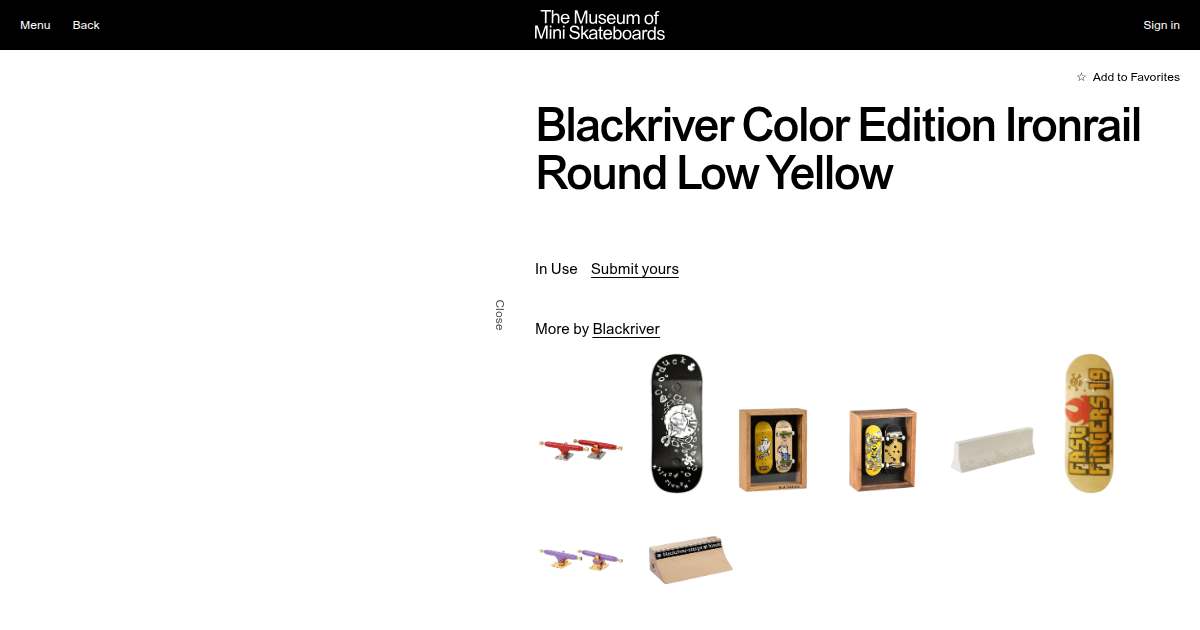 Menu
Back
The Museum of
Mini Skateboards
Sign in
☆ Add to Favorites
Blackriver Color Edition Ironrail
Round Low Yellow
In Use
Submit yours
Close
More by Blackriver
FAST
FINGERS 19